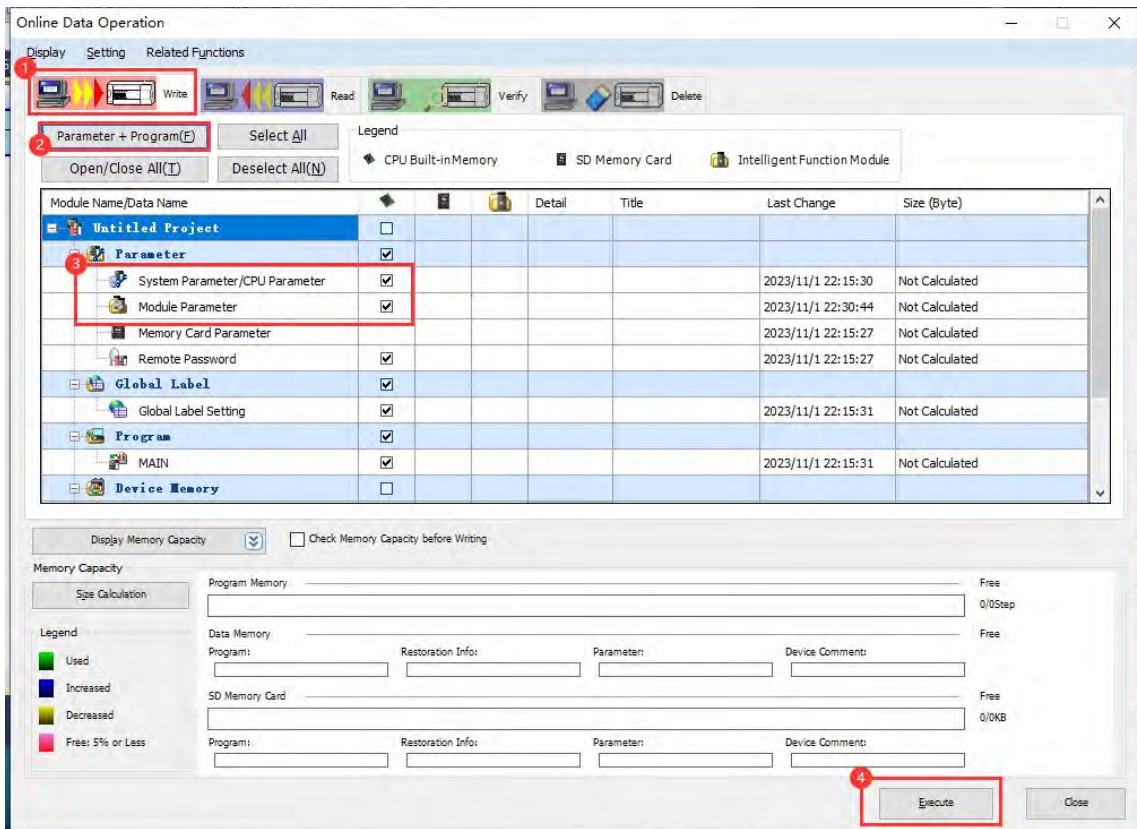 Online Data Operation
Display Setting Related Functions
1
Write Read Verify Delete
2
Parameter + Program(F) Select All Legend
CPU Built-inMemory SD Memory Card Intelligent Function Module
Open/Close All(T) Deselect All(N)
Module Name/Data Name Detail Title Last Change Size (Byte)
Untitled Project
Parameter
3
System Parameter/CPU Parameter 2023/11/1 22:15:30 Not Calculated
Module Parameter 2023/11/1 22:30:44 Not Calculated
Memory Card Parameter 2023/11/1 22:15:27 Not Calculated
Remote Password 2023/11/1 22:15:27 Not Calculated
Global Label
Global Label Setting 2023/11/1 22:15:31 Not Calculated
Program
MAIN 2023/11/1 22:15:31 Not Calculated
Device Memory
Display Memory Capacity Check Memory Capacity before Writing
Memory Capacity
Size Calculation Program Memory Free
0/0Step
Legend Data Memory Free
Used Program: Restoration Info: Parameter: Device Comment:
Increased SD Memory Card Free
Decreased 0/0KB
Free: 5% or Less Program: Restoration Info: Parameter: Device Comment:
4
Execute Close